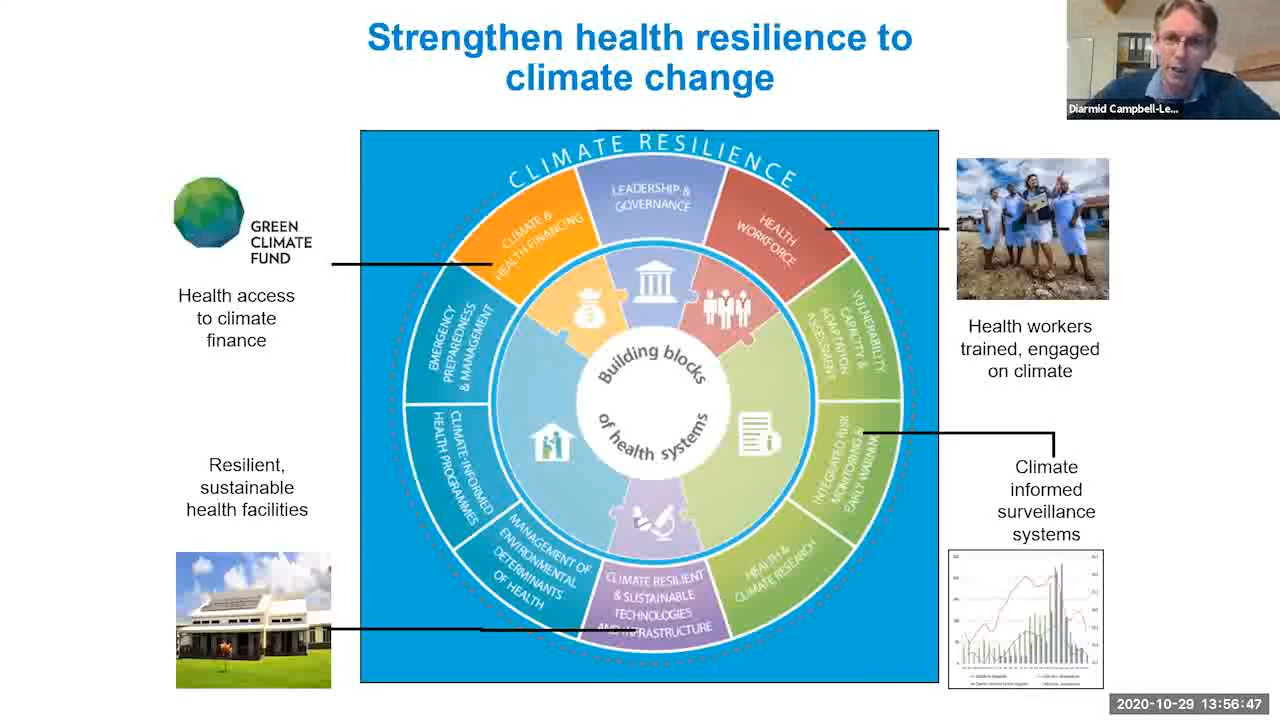 Strengthen health resilience to
climate change
Diarmid Campbell-Le...
GREEN
CLIMATE
FUND
Health access
to climate
finance
Resilient,
sustainable
health facilities
CLIMATE RESILIENCE
LEADERSHIP &
GOVERNANCE
HEALTH
WORKFORCE
VULNERABILITY
CAPACITY &
ADAPTATION
ASSESSMENT
INTEGRATED RISK
MONITORING &
EARLY WARNING
HEALTH &
CLIMATE RESEARCH
CLIMATE RESILIENT
& SUSTAINABLE
TECHNOLOGIES
AND INFRASTRUCTURE
MANAGEMENT OF
ENVIRONMENTAL
DETERMINANTS
OF HEALTH
CLIMATE-INFORMED
HEALTH PROGRAMMES
EMERGENCY
PREPAREDNESS
& MANAGEMENT
CLIMATE &
HEALTH FINANCING
Building blocks
of health systems
Health workers
trained, engaged
on climate
Climate
informed
surveillance
systems
2020-10-29 13:56:47